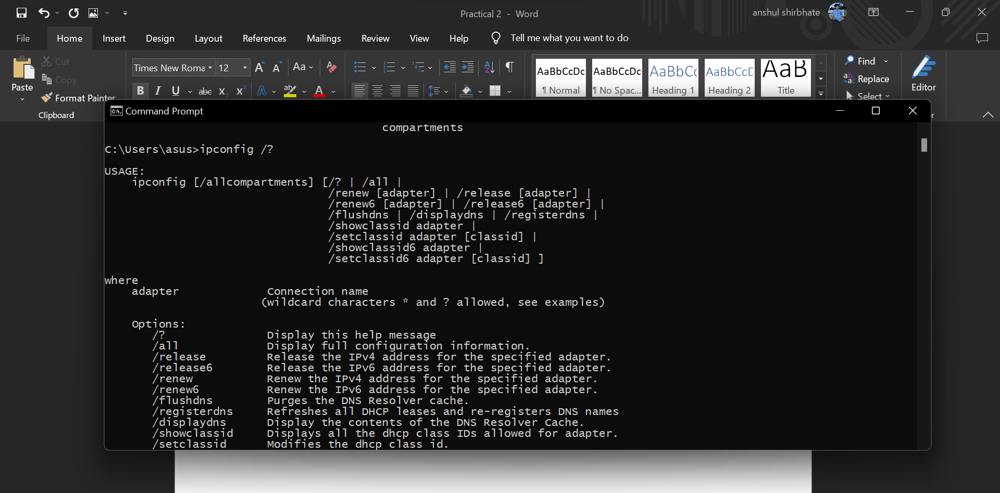 Practical 2 - Word
anshul shirbhate
File Home Insert Design Layout References Mailings Review View Help Tell me what you want to do
Paste
Cut
Copy
Format Painter
Clipboard
Times New Roma 12
Aa
B I U abc X₂ X² A ab A
AaBbCcDc AaBbCcDc AaBbC( AaBbCcE AaB
¶ Normal ¶ No Spac... Heading 1 Heading 2 Title
Find
Replace
Select
Editor
Command Prompt
compartments
C:\Users\asus>ipconfig /?
USAGE:
ipconfig [/allcompartments] [/? | /all |
/renew [adapter] | /release [adapter] |
/renew6 [adapter] | /release6 [adapter] |
/flushdns | /displaydns | /registerdns |
/showclassid adapter |
/setclassid adapter [classid] |
/showclassid6 adapter |
/setclassid6 adapter [classid] ]
where
adapter Connection name
(wildcard characters * and ? allowed, see examples)
Options:
/? Display this help message
/all Display full configuration information.
/release Release the IPv4 address for the specified adapter.
/release6 Release the IPv6 address for the specified adapter.
/renew Renew the IPv4 address for the specified adapter.
/renew6 Renew the IPv6 address for the specified adapter.
/flushdns Purges the DNS Resolver cache.
/registerdns Refreshes all DHCP leases and re-registers DNS names
/displaydns Display the contents of the DNS Resolver Cache.
/showclassid Displays all the dhcp class IDs allowed for adapter.
/setclassid Modifies the dhcp class id.